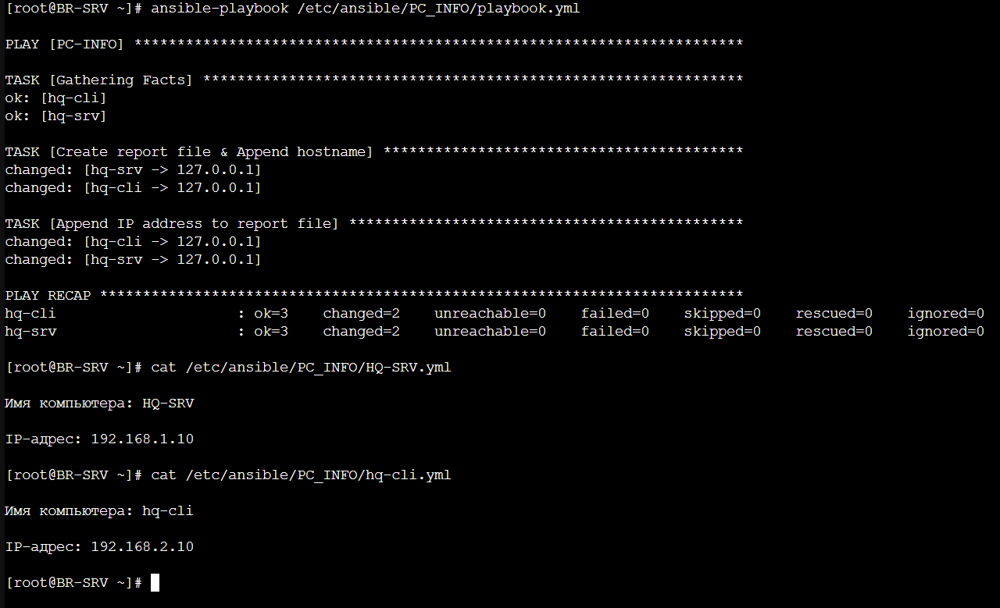 [root@BR-SRV ~]# ansible-playbook /etc/ansible/PC_INFO/playbook.yml
PLAY [PC-INFO] ***********************************************************************
TASK [Gathering Facts] ***************************************************************
ok: [hq-cli]
ok: [hq-srv]
TASK [Create report file & Append hostname] ******************************************
changed: [hq-srv -> 127.0.0.1]
changed: [hq-cli -> 127.0.0.1]
TASK [Append IP address to report file] **********************************************
changed: [hq-cli -> 127.0.0.1]
changed: [hq-srv -> 127.0.0.1]
PLAY RECAP ***************************************************************************
hq-cli                     : ok=3    changed=2    unreachable=0    failed=0    skipped=0    rescued=0    ignored=0
hq-srv                     : ok=3    changed=2    unreachable=0    failed=0    skipped=0    rescued=0    ignored=0
[root@BR-SRV ~]# cat /etc/ansible/PC_INFO/HQ-SRV.yml
Имя компьютера: HQ-SRV
IP-адрес: 192.168.1.10
[root@BR-SRV ~]# cat /etc/ansible/PC_INFO/hq-cli.yml
Имя компьютера: hq-cli
IP-адрес: 192.168.2.10
[root@BR-SRV ~]#